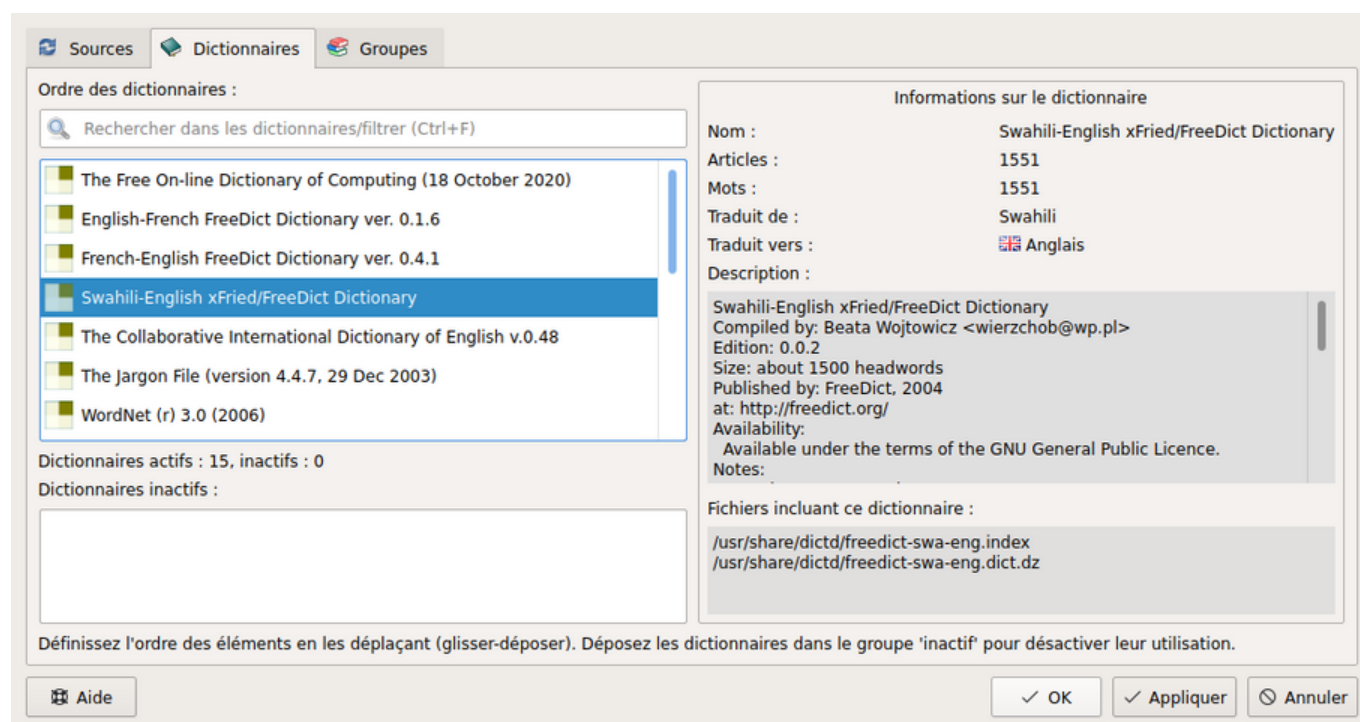 Sources
Dictionnaires
Groupes
Ordre des dictionnaires :
Rechercher dans les dictionnaires/filtrer (Ctrl+F)
The Free On-line Dictionary of Computing (18 October 2020)
English-French FreeDict Dictionary ver. 0.1.6
French-English FreeDict Dictionary ver. 0.4.1
Swahili-English xFried/FreeDict Dictionary
The Collaborative International Dictionary of English v.0.48
The Jargon File (version 4.4.7, 29 Dec 2003)
WordNet (r) 3.0 (2006)
Dictionnaires actifs : 15, inactifs : 0
Dictionnaires inactifs :
Informations sur le dictionnaire
Nom : Swahili-English xFried/FreeDict Dictionary
Articles : 1551
Mots : 1551
Traduit de : Swahili
Traduit vers : Anglais
Description :
Swahili-English xFried/FreeDict Dictionary
Compiled by: Beata Wojtowicz <wierzchob@wp.pl>
Edition: 0.0.2
Size: about 1500 headwords
Published by: FreeDict, 2004
at: http://freedict.org/
Availability:
Available under the terms of the GNU General Public Licence.
Notes:
Fichiers incluant ce dictionnaire :
/usr/share/dictd/freedict-swa-eng.index
/usr/share/dictd/freedict-swa-eng.dict.dz
Définissez l'ordre des éléments en les déplaçant (glisser-déposer). Déposez les dictionnaires dans le groupe 'inactif' pour désactiver leur utilisation.
Aide
OK
Appliquer
Annuler